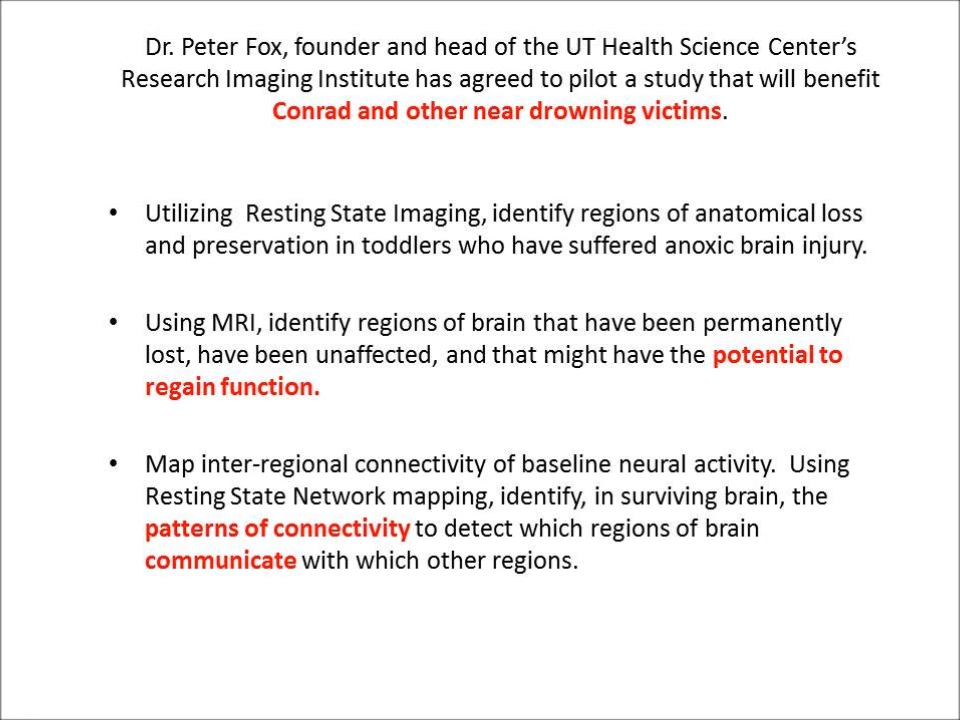 Dr. Peter Fox, founder and head of the UT Health Science Center's
Research Imaging Institute has agreed to pilot a study that will benefit
Conrad and other near drowning victims.
• Utilizing  Resting State Imaging, identify regions of anatomical loss
and preservation in toddlers who have suffered anoxic brain injury.
• Using MRI, identify regions of brain that have been permanently
lost, have been unaffected, and that might have the potential to
regain function.
• Map inter-regional connectivity of baseline neural activity.  Using
Resting State Network mapping, identify, in surviving brain, the
patterns of connectivity to detect which regions of brain
communicate with which other regions.